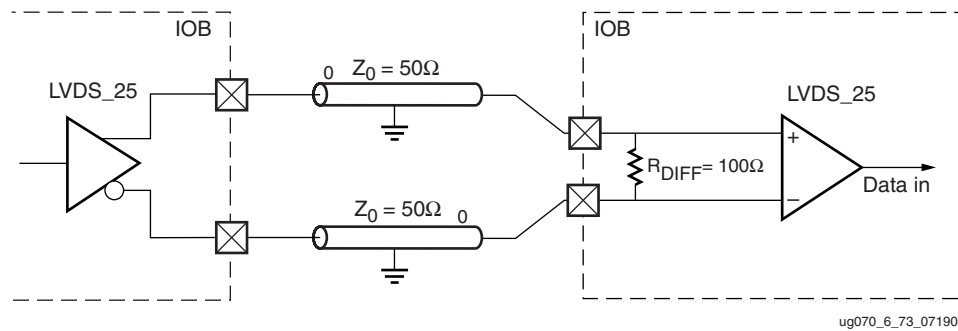 IOB
IOB
LVDS_25
0 Z0 = 50Ω
LVDS_25
+
RDIFF = 100Ω
Data in
–
Z0 = 50Ω 0
ug070_6_73_07190